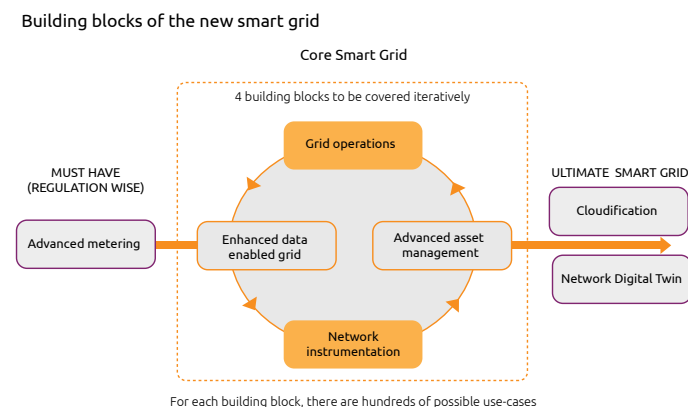 Building blocks of the new smart grid
Core Smart Grid
4 building blocks to be covered iteratively
Grid operations
MUST HAVE
(REGULATION WISE)
ULTIMATE SMART GRID
Cloudification
Advanced metering
Enhanced data
enabled grid
Advanced asset
management
Network Digital Twin
Network
instrumentation
For each building block, there are hundreds of possible use-cases